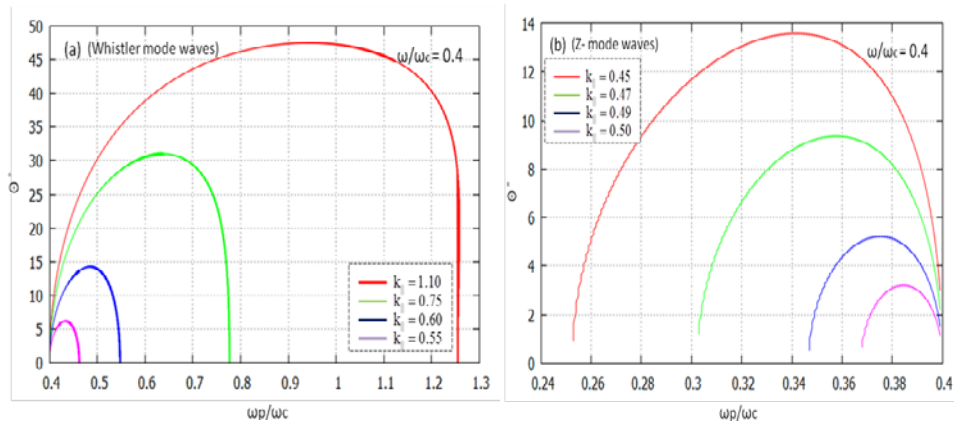 (a) (Whistler mode waves)
ω/ωc = 0.4
50
45
40
35
30
25
20
15
10
5
0
k∥ = 1.10
k∥ = 0.75
k∥ = 0.60
k∥ = 0.55
0.4 0.5 0.6 0.7 0.8 0.9 1 1.1 1.2 1.3
ωp/ωc
(b) (Z- mode waves)
ω/ωc = 0.4
14
12
10
8
6
4
2
0
k∥ = 0.45
k∥ = 0.47
k∥ = 0.49
k∥ = 0.50
0.24 0.26 0.28 0.30 0.32 0.34 0.36 0.38 0.4
ωp/ωc